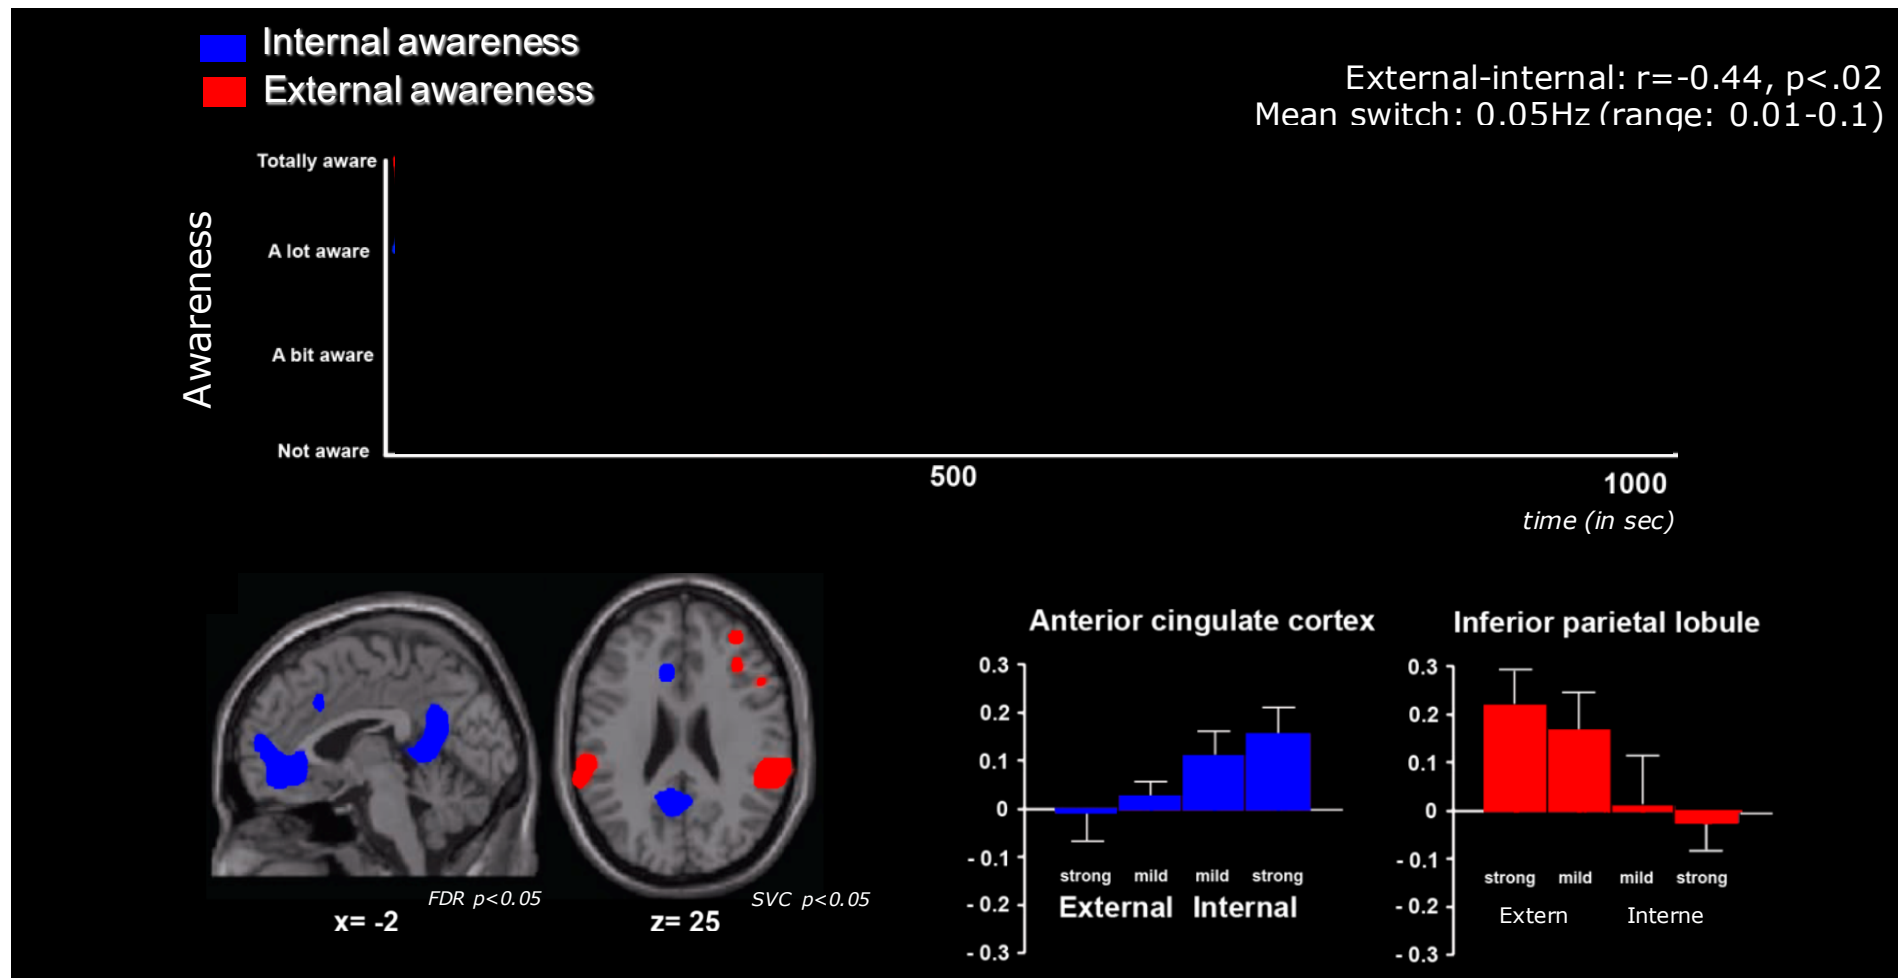 Internal awareness
External awareness
External-internal: r=-0.44, p<.02
Mean switch: 0.05Hz (range: 0.01-0.1)
Awareness
Totally aware
A lot aware
A bit aware
Not aware
500
1000
time (in sec)
FDR p<0.05
x= -2
SVC p<0.05
z= 25
Anterior cingulate cortex
0.3
0.2
0.1
0
- 0.1
- 0.2
- 0.3
strong mild mild strong
External Internal
Inferior parietal lobule
0.3
0.2
0.1
0
- 0.1
- 0.2
- 0.3
strong mild mild strong
Extern Interne